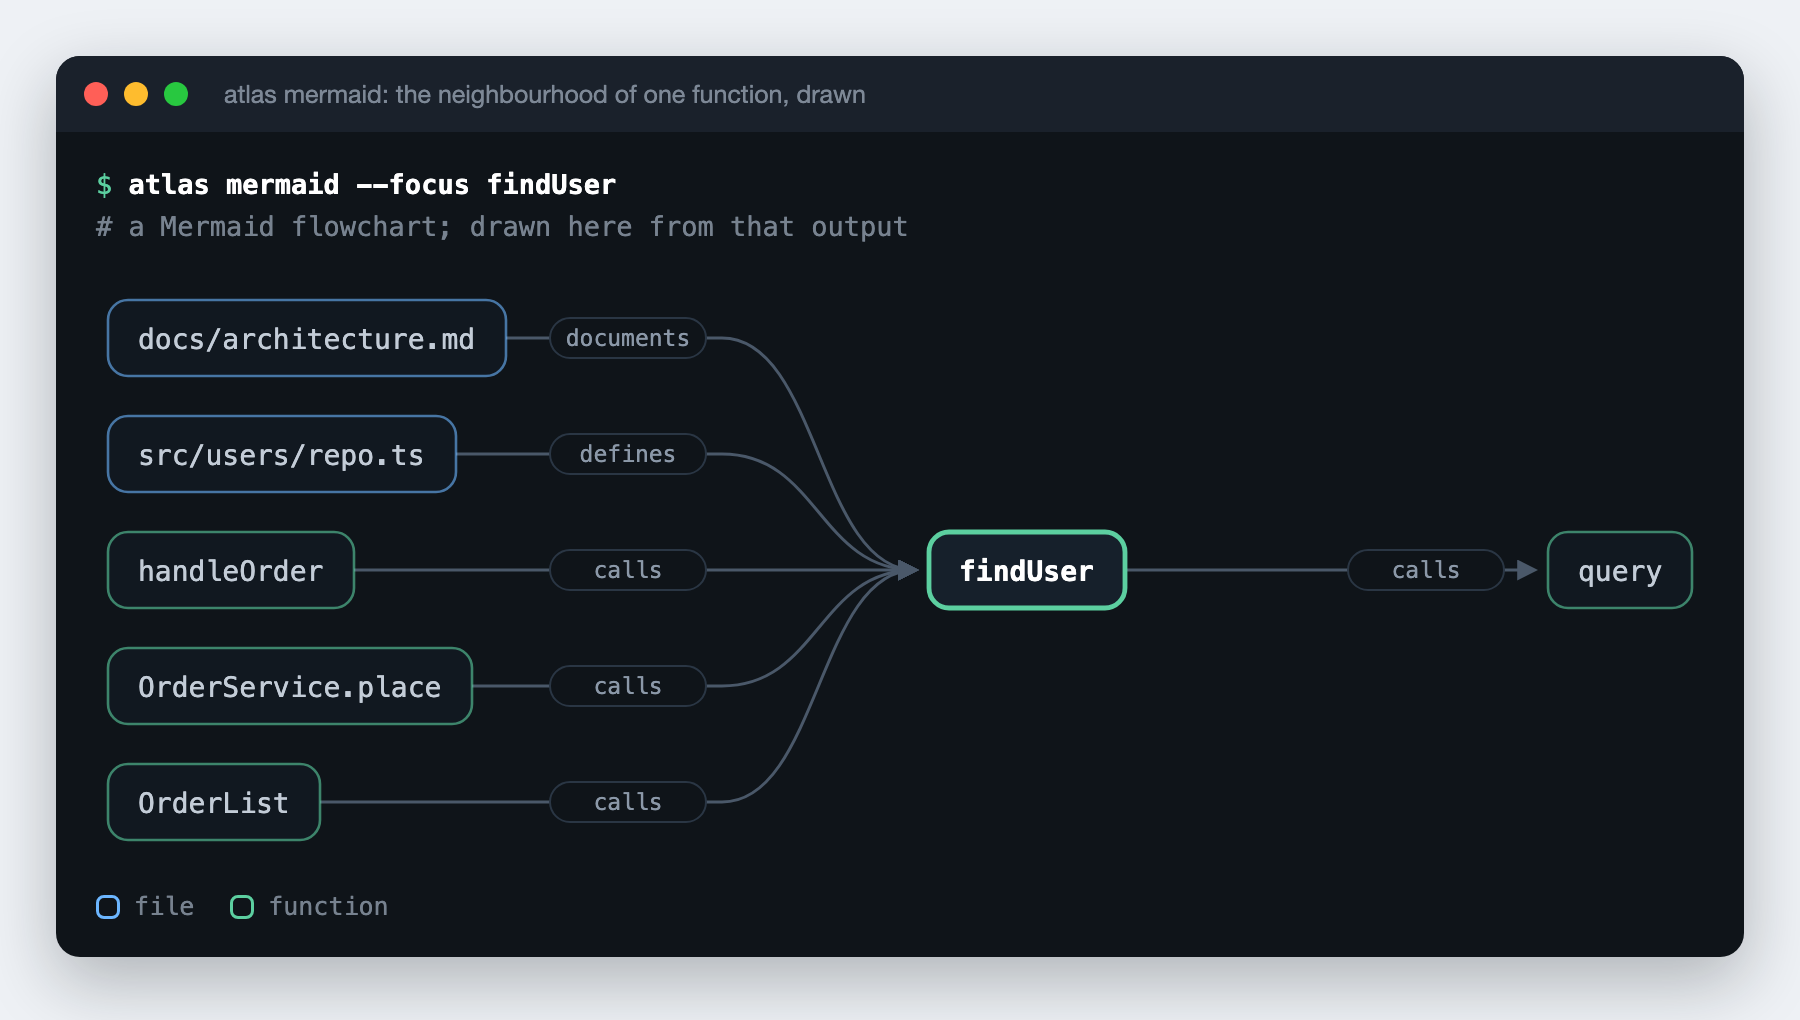 atlas mermaid: the neighbourhood of one function, drawn
$ atlas mermaid --focus findUser
# a Mermaid flowchart; drawn here from that output
docs/architecture.md
documents
src/users/repo.ts
defines
handleOrder
calls
findUser
calls
query
OrderService.place
calls
OrderList
calls
file
function